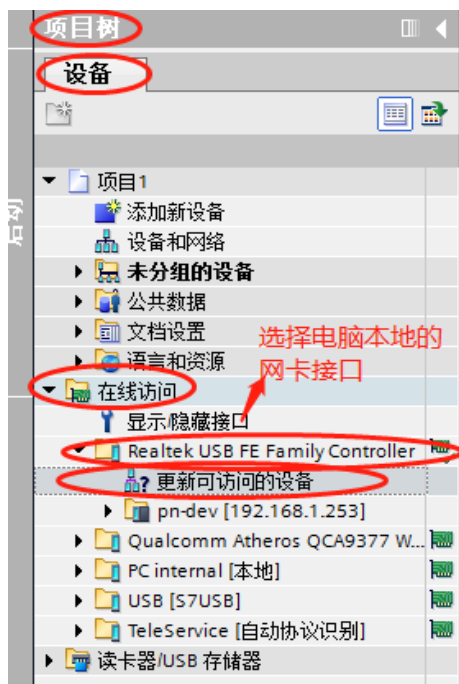 项目树
设备
启动
项目1
添加新设备
设备和网络
未分组的设备
公共数据
文档设置
选择电脑本地的
语言和资源
网卡接口
在线访问
显示/隐藏接口
Realtek USB FE Family Controller
更新可访问的设备
pn-dev [192.168.1.253]
Qualcomm Atheros QCA9377 W...
PC internal [本地]
USB [S7USB]
TeleService [自动协议识别]
读卡器/USB 存储器